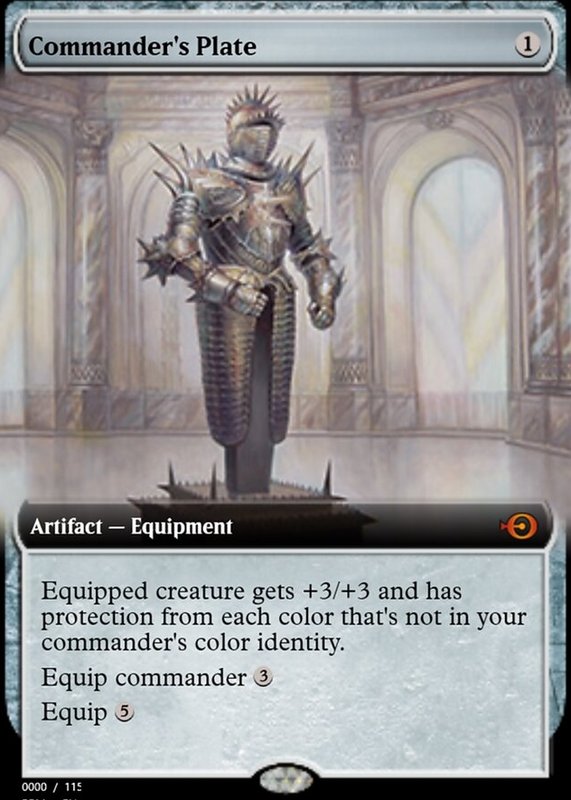 Commander's Plate 1
Artifact — Equipment
Equipped creature gets +3/+3 and has
protection from each color that's not in your
commander's color identity.
Equip commander 3
Equip 5
0000 / 115